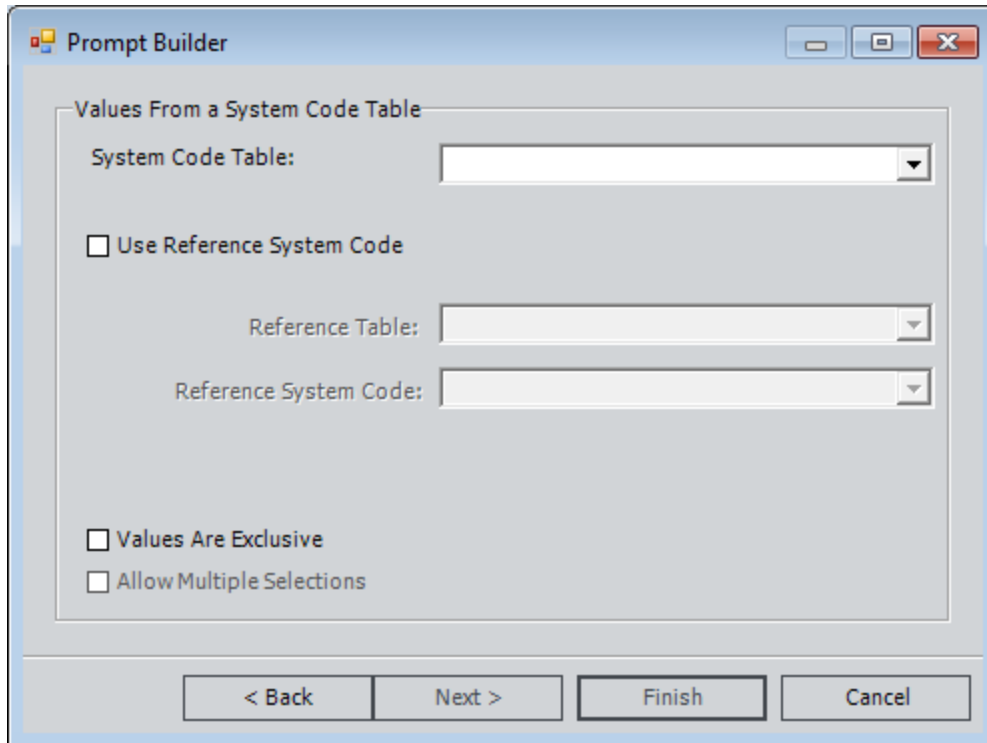 Prompt Builder
Values From a System Code Table
System Code Table:
Use Reference System Code
Reference Table:
Reference System Code:
Values Are Exclusive
Allow Multiple Selections
< Back Next > Finish Cancel